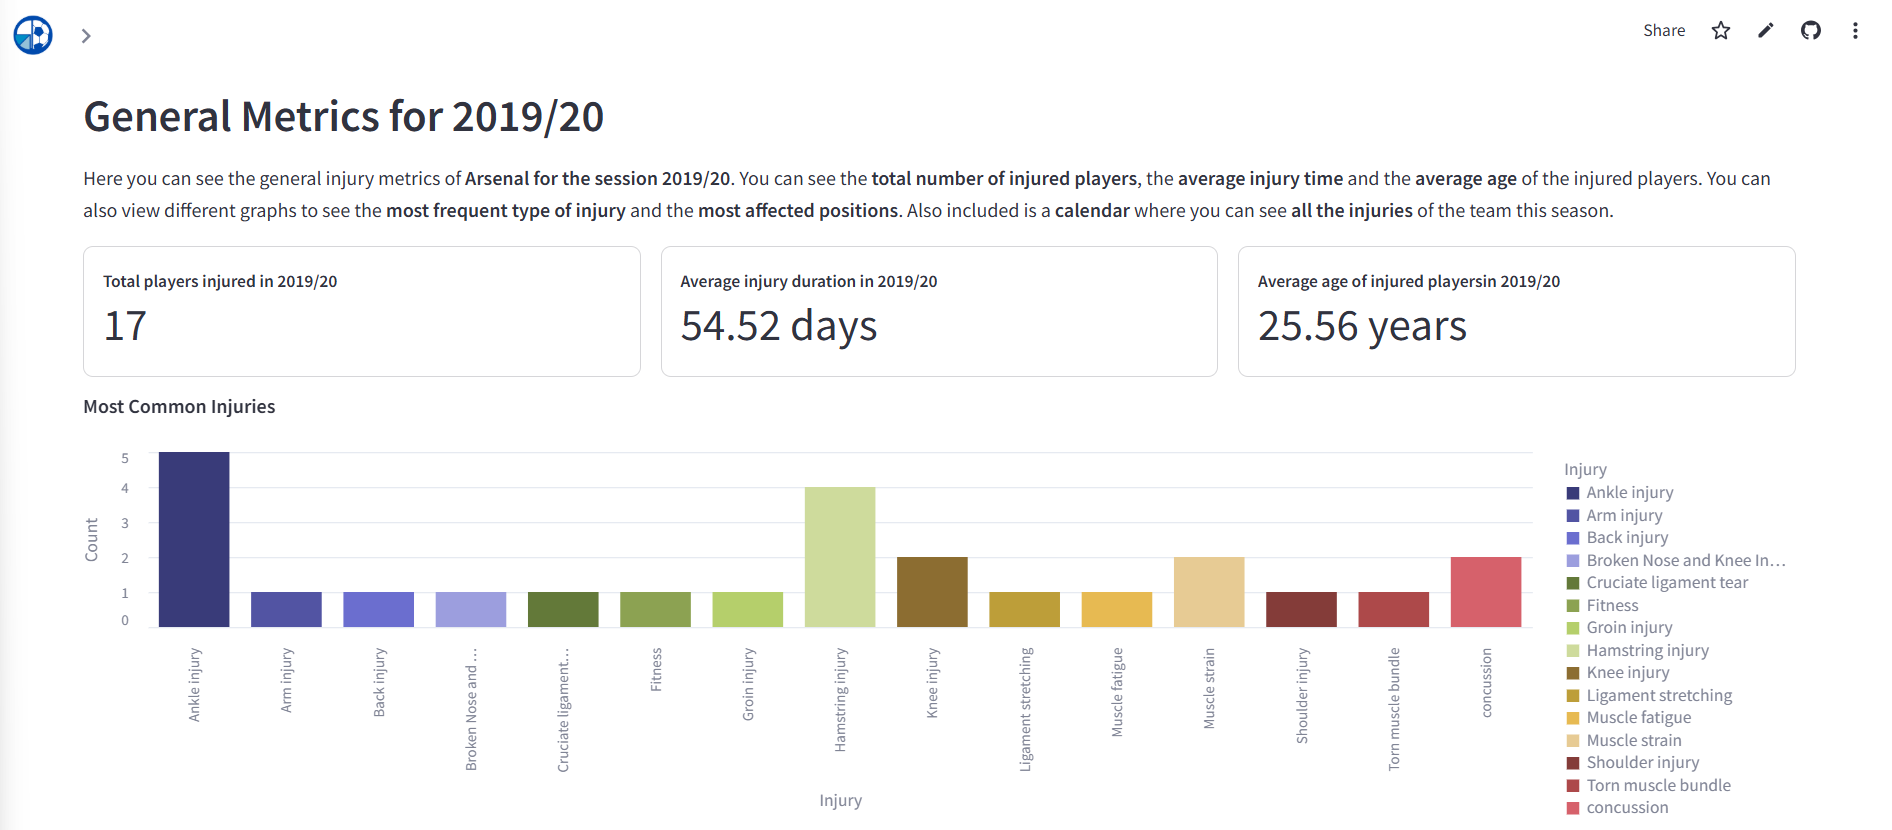 Share
General Metrics for 2019/20
Here you can see the general injury metrics of Arsenal for the session 2019/20. You can see the total number of injured players, the average injury time and the average age of the injured players. You can
also view different graphs to see the most frequent type of injury and the most affected positions. Also included is a calendar where you can see all the injuries of the team this season.
Total players injured in 2019/20
17
Average injury duration in 2019/20
54.52 days
Average age of injured playersin 2019/20
25.56 years
Most Common Injuries
Count
5
4
3
2
1
0
Ankle injury
Arm injury
Back injury
Broken Nose and …
Cruciate ligament…
Fitness
Groin injury
Hamstring injury
Knee injury
Ligament stretching
Muscle fatigue
Muscle strain
Shoulder injury
Torn muscle bundle
concussion
Injury
Injury
Ankle injury
Arm injury
Back injury
Broken Nose and Knee In…
Cruciate ligament tear
Fitness
Groin injury
Hamstring injury
Knee injury
Ligament stretching
Muscle fatigue
Muscle strain
Shoulder injury
Torn muscle bundle
concussion